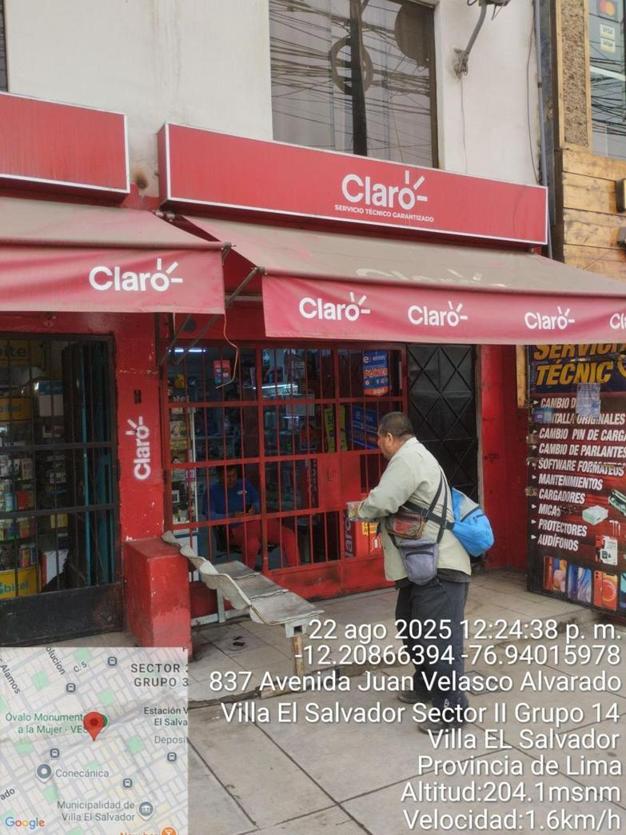 Claro
SERVICIO TÉCNICO GARANTIZADO
Claro
Claro
Claro
Claro
Claro
Claro
SERVICIO
TÉCNIC
CAMBIO D
PANTALLA ORIGINALES
CAMBIO PIN DE CARGA
CAMBIO DE PARLANTES
SOFTWARE FORMATEOS
MANTENIMIENTOS
CARGADORES
MICAS
PROTECTORES
AUDÍFONOS
22 ago 2025 12:24:38 p. m.
-12.20866394 -76.94015978
837 Avenida Juan Velasco Alvarado
Villa El Salvador Sector II Grupo 14
Villa EL Salvador
Provincia de Lima
Altitud:204.1msnm
Velocidad:1.6km/h
SECTOR 2
GRUPO 3
Óvalo Monumento
a la Mujer - VES
Estación V
El Salva
Deposi
Conecánica
Municipalidad de
Villa El Salvador
Google